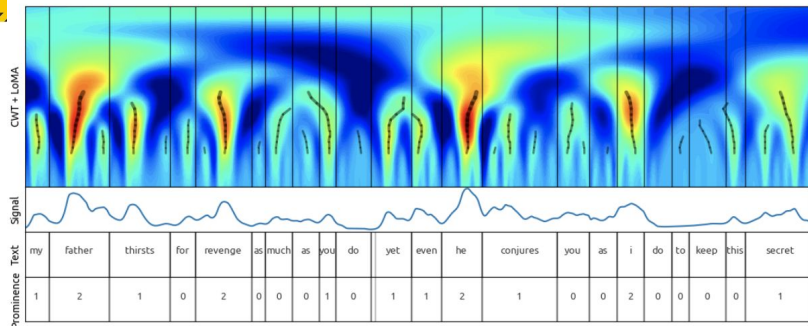 CWT + LoMA
Signal
Text
my father thirsts for revenge as much as you do yet even he conjures you as i do to keep this secret
Prominence
1 2 1 0 2 0 0 0 1 0 1 1 2 1 0 0 2 0 0 0 0 1